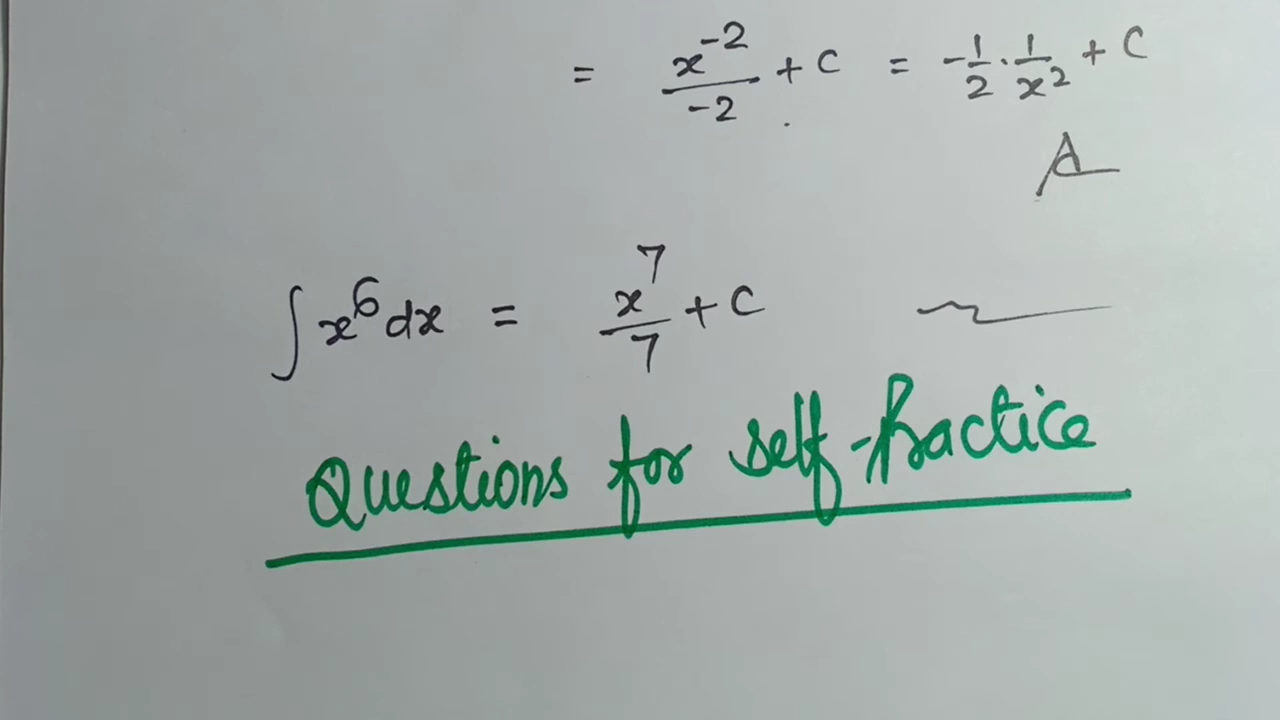 = x^-2/-2 + C = -1/2 · 1/x^2 + C
∫x^6 dx = x^7/7 + C
Questions for self-Practice